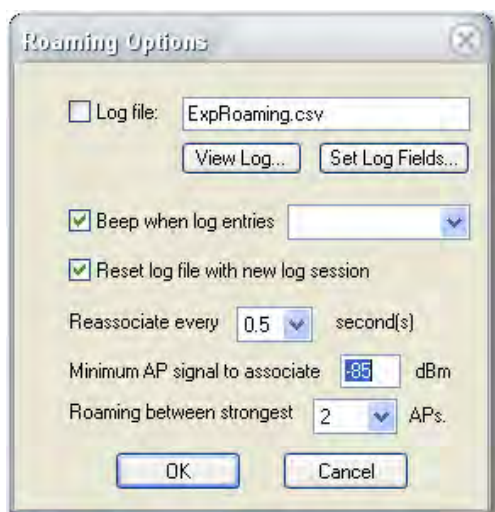 Roaming Options
Log file: ExpRoaming.csv
View Log... Set Log Fields...
Beep when log entries
Reset log file with new log session
Reassociate every 0.5 second(s)
Minimum AP signal to associate -85 dBm
Roaming between strongest 2 APs.
OK Cancel